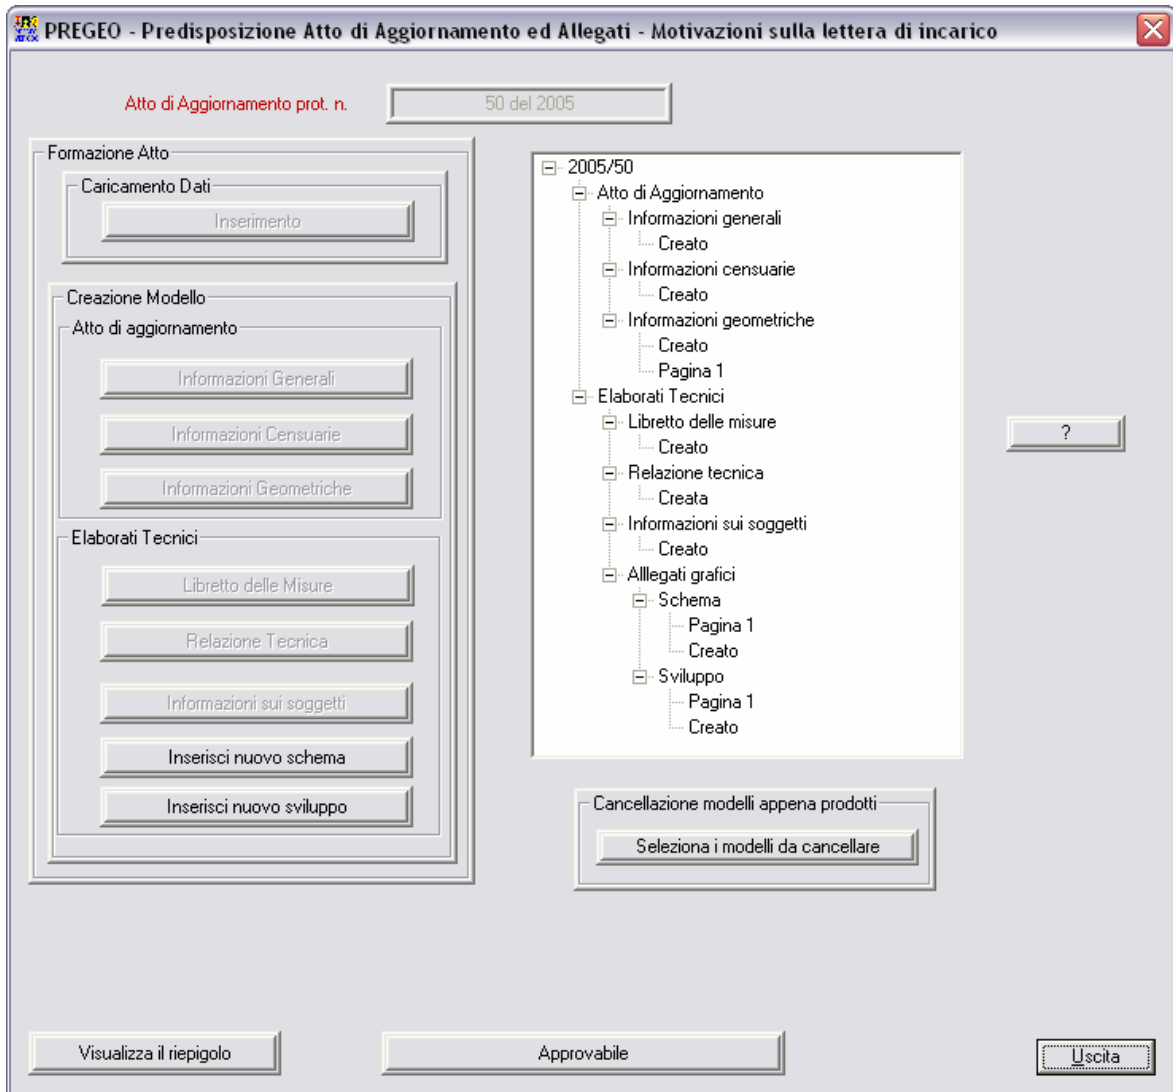 PREGEO - Predisposizione Atto di Aggiornamento ed Allegati - Motivazioni sulla lettera di incarico
Atto di Aggiornamento prot. n.
50 del 2005
Formazione Atto
Caricamento Dati
Inserimento
Creazione Modello
Atto di aggiornamento
Informazioni Generali
Informazioni Censuarie
Informazioni Geometriche
Elaborati Tecnici
Libretto delle Misure
Relazione Tecnica
Informazioni sui soggetti
Inserisci nuovo schema
Inserisci nuovo sviluppo
2005/50
Atto di Aggiornamento
Informazioni generali
Creato
Informazioni censuarie
Creato
Informazioni geometriche
Creato
Pagina 1
Elaborati Tecnici
Libretto delle misure
Creato
Relazione tecnica
Creata
Informazioni sui soggetti
Creato
Alllegati grafici
Schema
Pagina 1
Creato
Sviluppo
Pagina 1
Creato
?
Cancellazione modelli appena prodotti
Seleziona i modelli da cancellare
Visualizza il riepigolo
Approvabile
Uscita